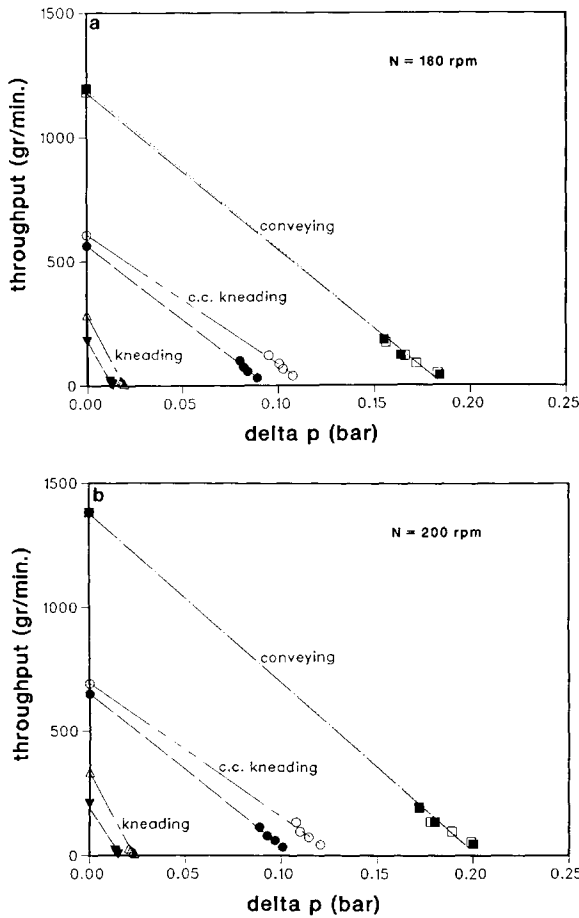 1500
a
N = 180 rpm
1000
conveying
500
c.c. kneading
kneading
0
0.00 0.05 0.10 0.15 0.20 0.25
throughput (gr/min.)
delta p (bar)
1500
b
N = 200 rpm
1000
conveying
500
c.c. kneading
kneading
0
0.00 0.05 0.10 0.15 0.20 0.25
throughput (gr/min.)
delta p (bar)